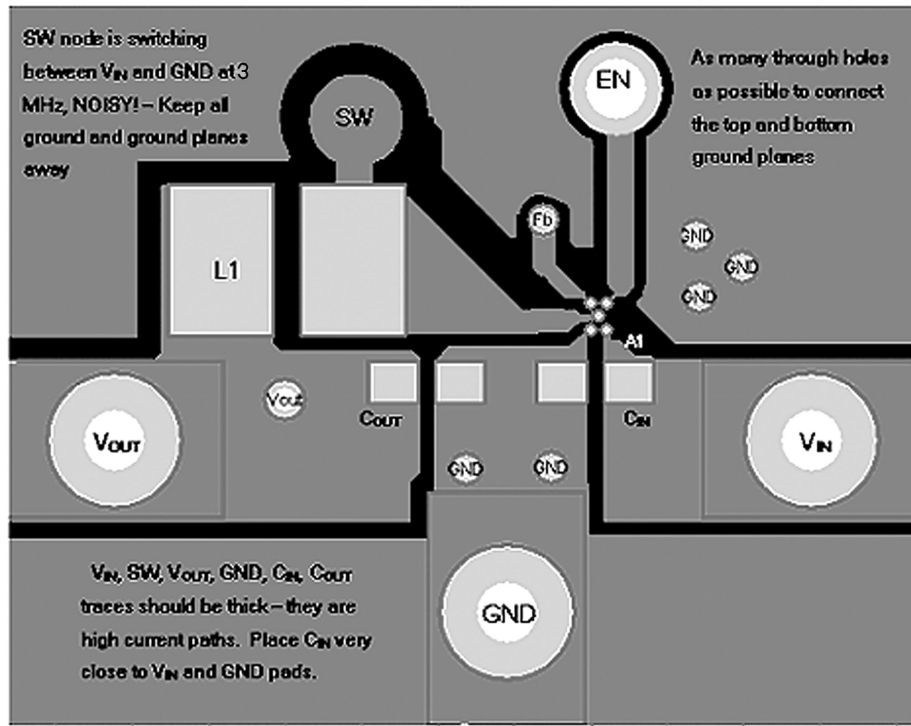 SW node is switching
between VIN and GND at 3
MHz, NOISY! – Keep all
ground and ground planes
away
SW
EN
As many through holes
as possible to connect
the top and bottom
ground planes
Fb
GND
GND
GND
L1
A1
VOUT
Vout
COUT
CIN
VIN
GND
GND
VIN, SW, VOUT, GND, CIN, COUT
traces should be thick – they are
high current paths. Place CIN very
close to VIN and GND pads.
GND